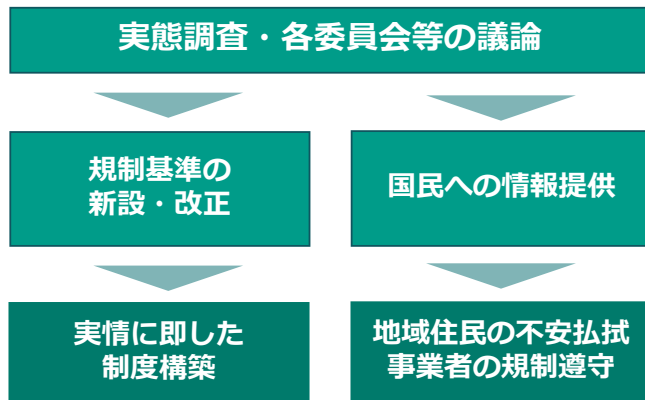 実態調査・各委員会等の議論
規制基準の
新設・改正
国民への情報提供
実情に即した
制度構築
地域住民の不安払拭
事業者の規制遵守